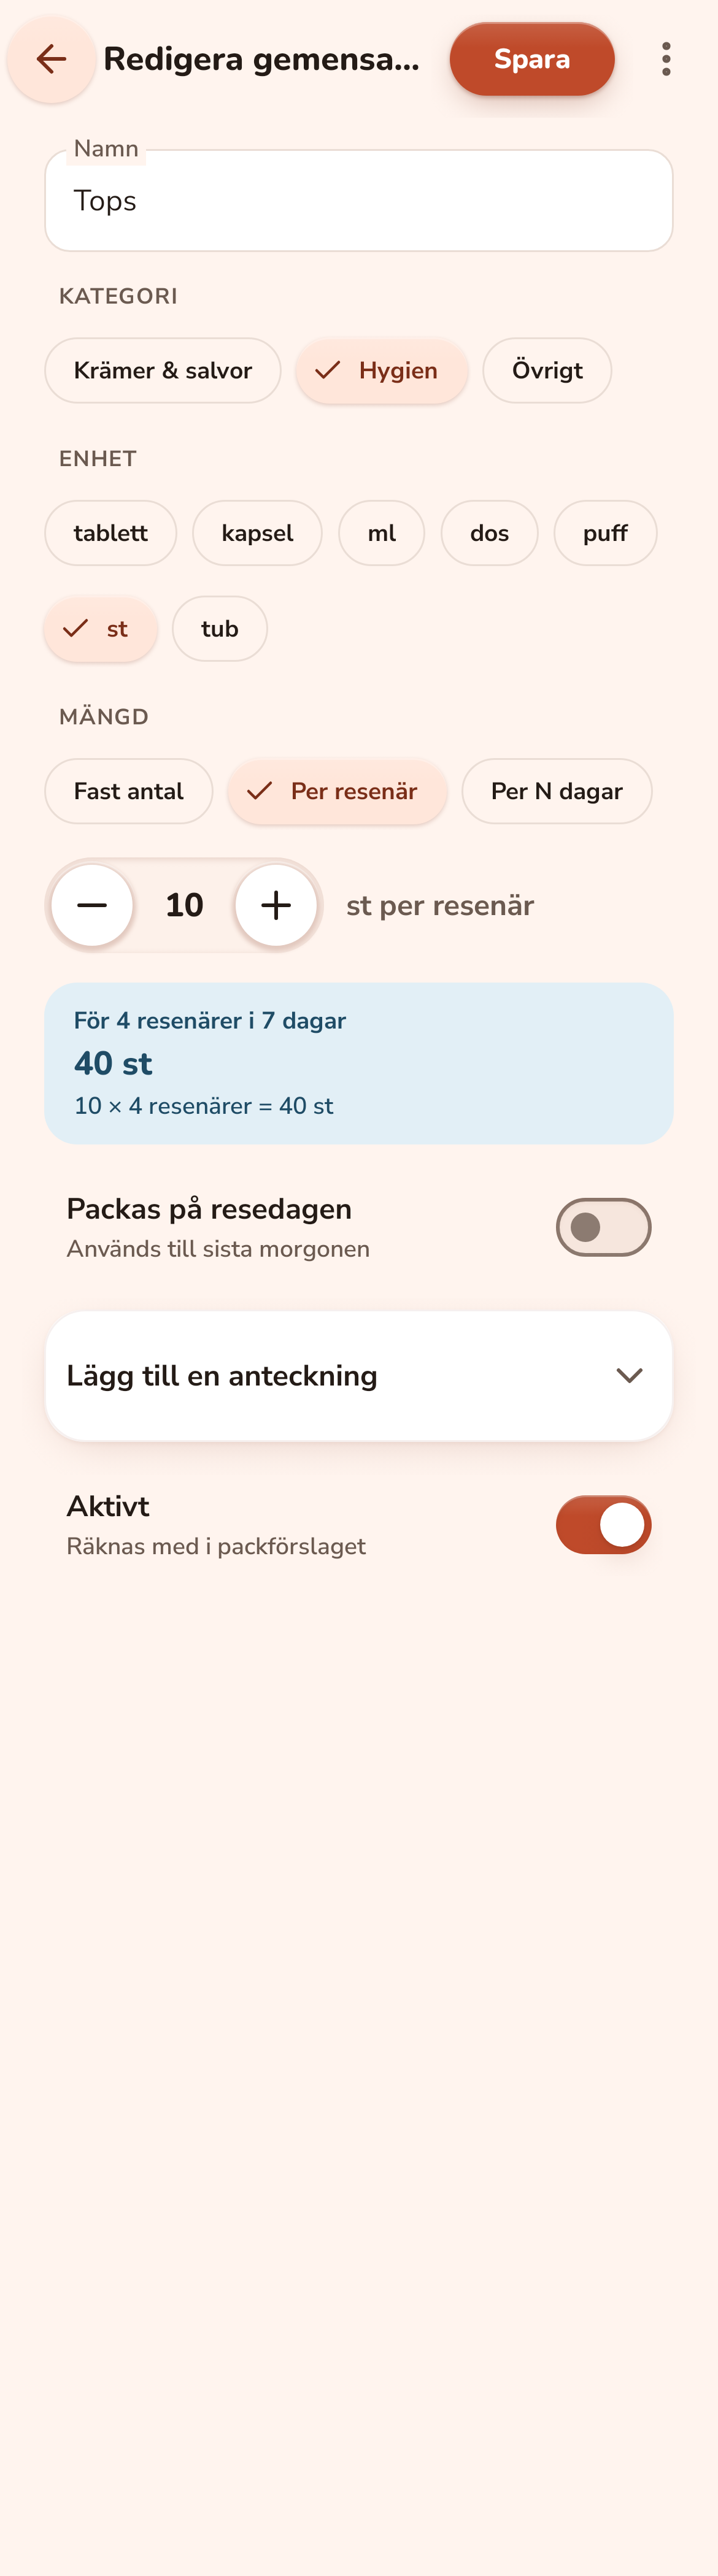 Redigera gemensa...
Spara
Namn
Tops
KATEGORI
Krämer & salvor
Hygien
Övrigt
ENHET
tablett
kapsel
ml
dos
puff
st
tub
MÄNGD
Fast antal
Per resenär
Per N dagar
10
st per resenär
För 4 resenärer i 7 dagar
40 st
10 × 4 resenärer = 40 st
Packas på resedagen
Används till sista morgonen
Lägg till en anteckning
Aktivt
Räknas med i packförslaget